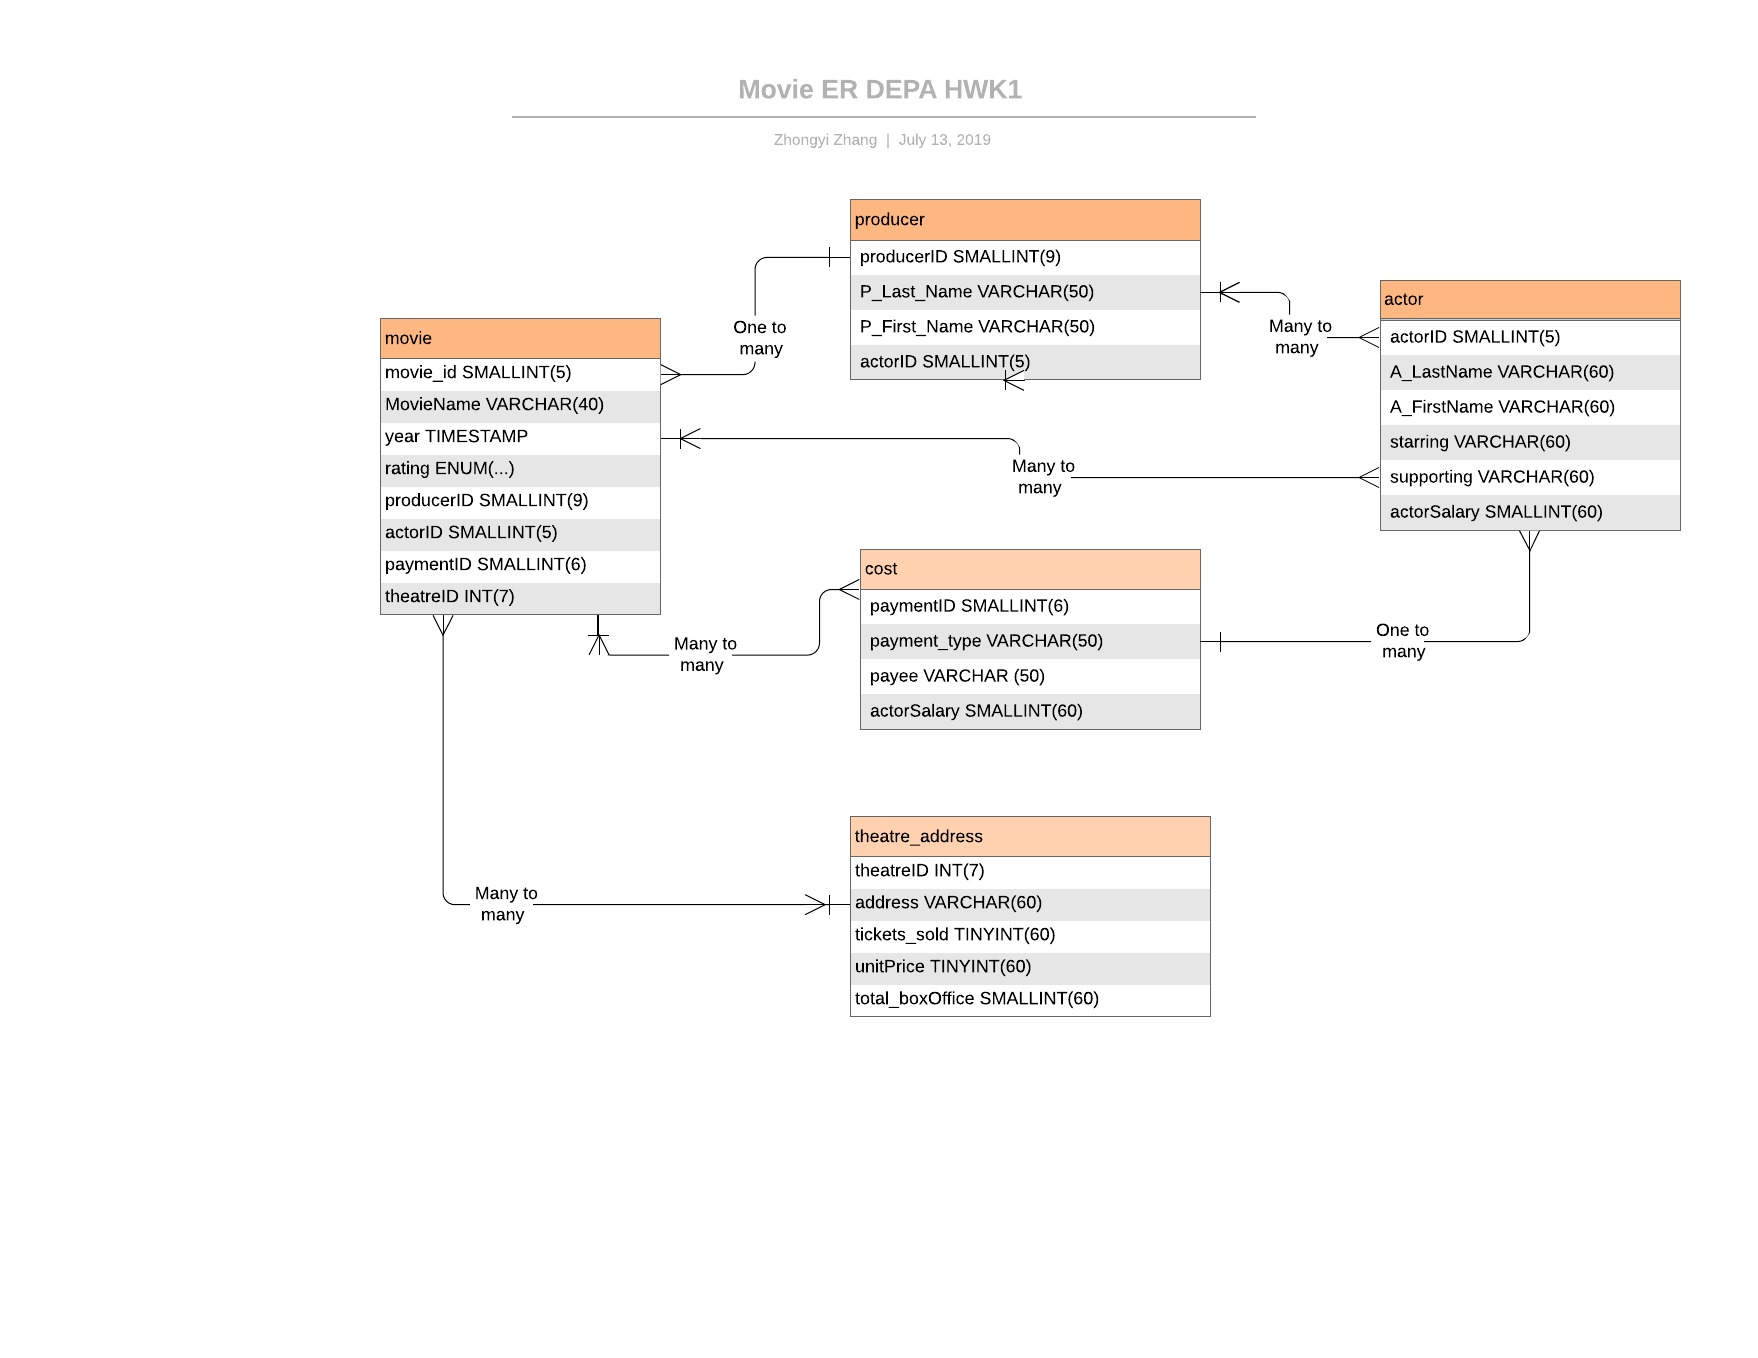 Movie ER DEPA HWK1
Zhongyi Zhang | July 13, 2019
producer
producerID SMALLINT(9)
P_Last_Name VARCHAR(50)
P_First_Name VARCHAR(50)
actorID SMALLINT(5)
One to
many
Many to
many
actor
actorID SMALLINT(5)
A_LastName VARCHAR(60)
A_FirstName VARCHAR(60)
starring VARCHAR(60)
supporting VARCHAR(60)
actorSalary SMALLINT(60)
movie
movie_id SMALLINT(5)
MovieName VARCHAR(40)
year TIMESTAMP
rating ENUM(...)
producerID SMALLINT(9)
actorID SMALLINT(5)
paymentID SMALLINT(6)
theatreID INT(7)
Many to
many
cost
paymentID SMALLINT(6)
payment_type VARCHAR(50)
payee VARCHAR (50)
actorSalary SMALLINT(60)
Many to
many
One to
many
theatre_address
theatreID INT(7)
address VARCHAR(60)
tickets_sold TINYINT(60)
unitPrice TINYINT(60)
total_boxOffice SMALLINT(60)
Many to
many